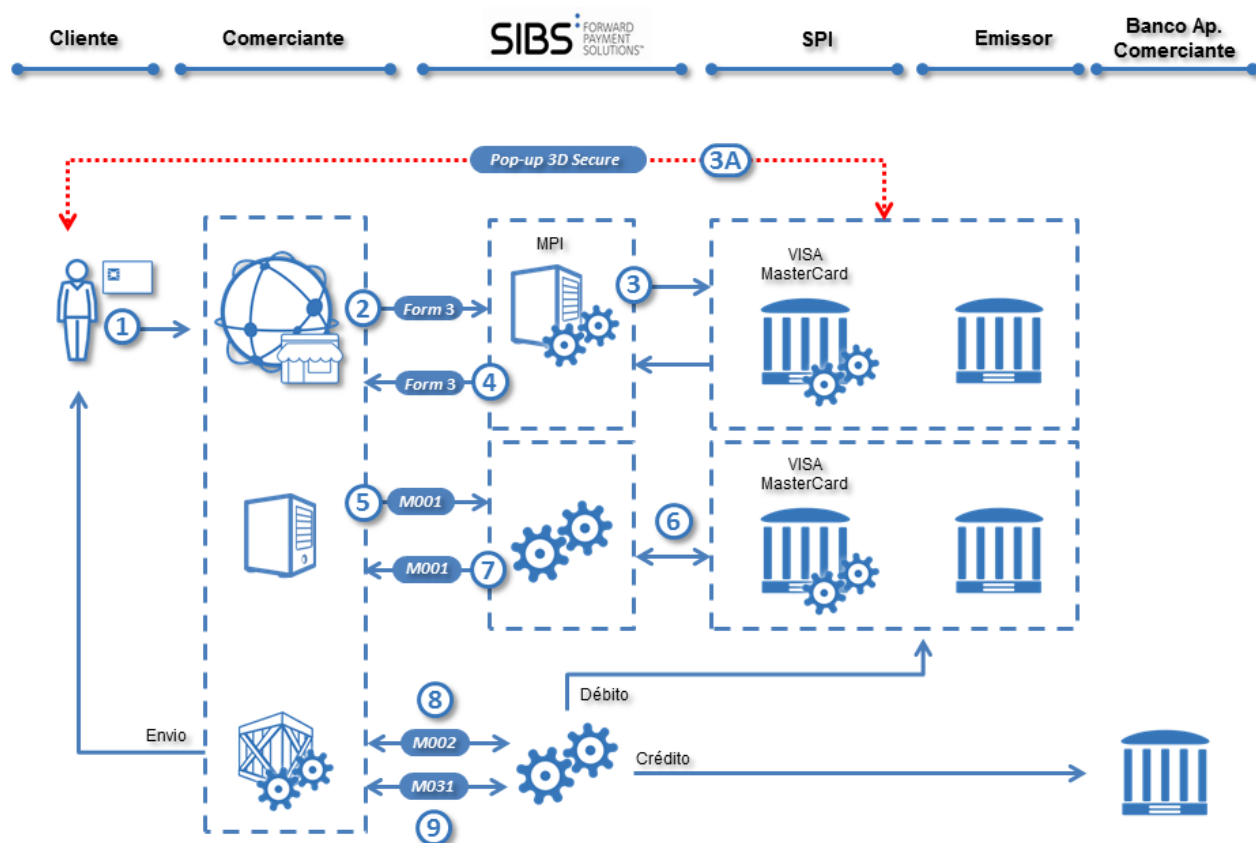 Cliente
Comerciante
SIBS FORWARD
PAYMENT
SOLUTIONS™
SPI
Emissor
Banco Ap.
Comerciante
Pop-up 3D Secure
3A
MPI
VISA
MasterCard
1
2
Form 3
3
Form 3
4
VISA
MasterCard
5
M001
6
M001
7
8
Débito
Envio
M002
Crédito
M031
9